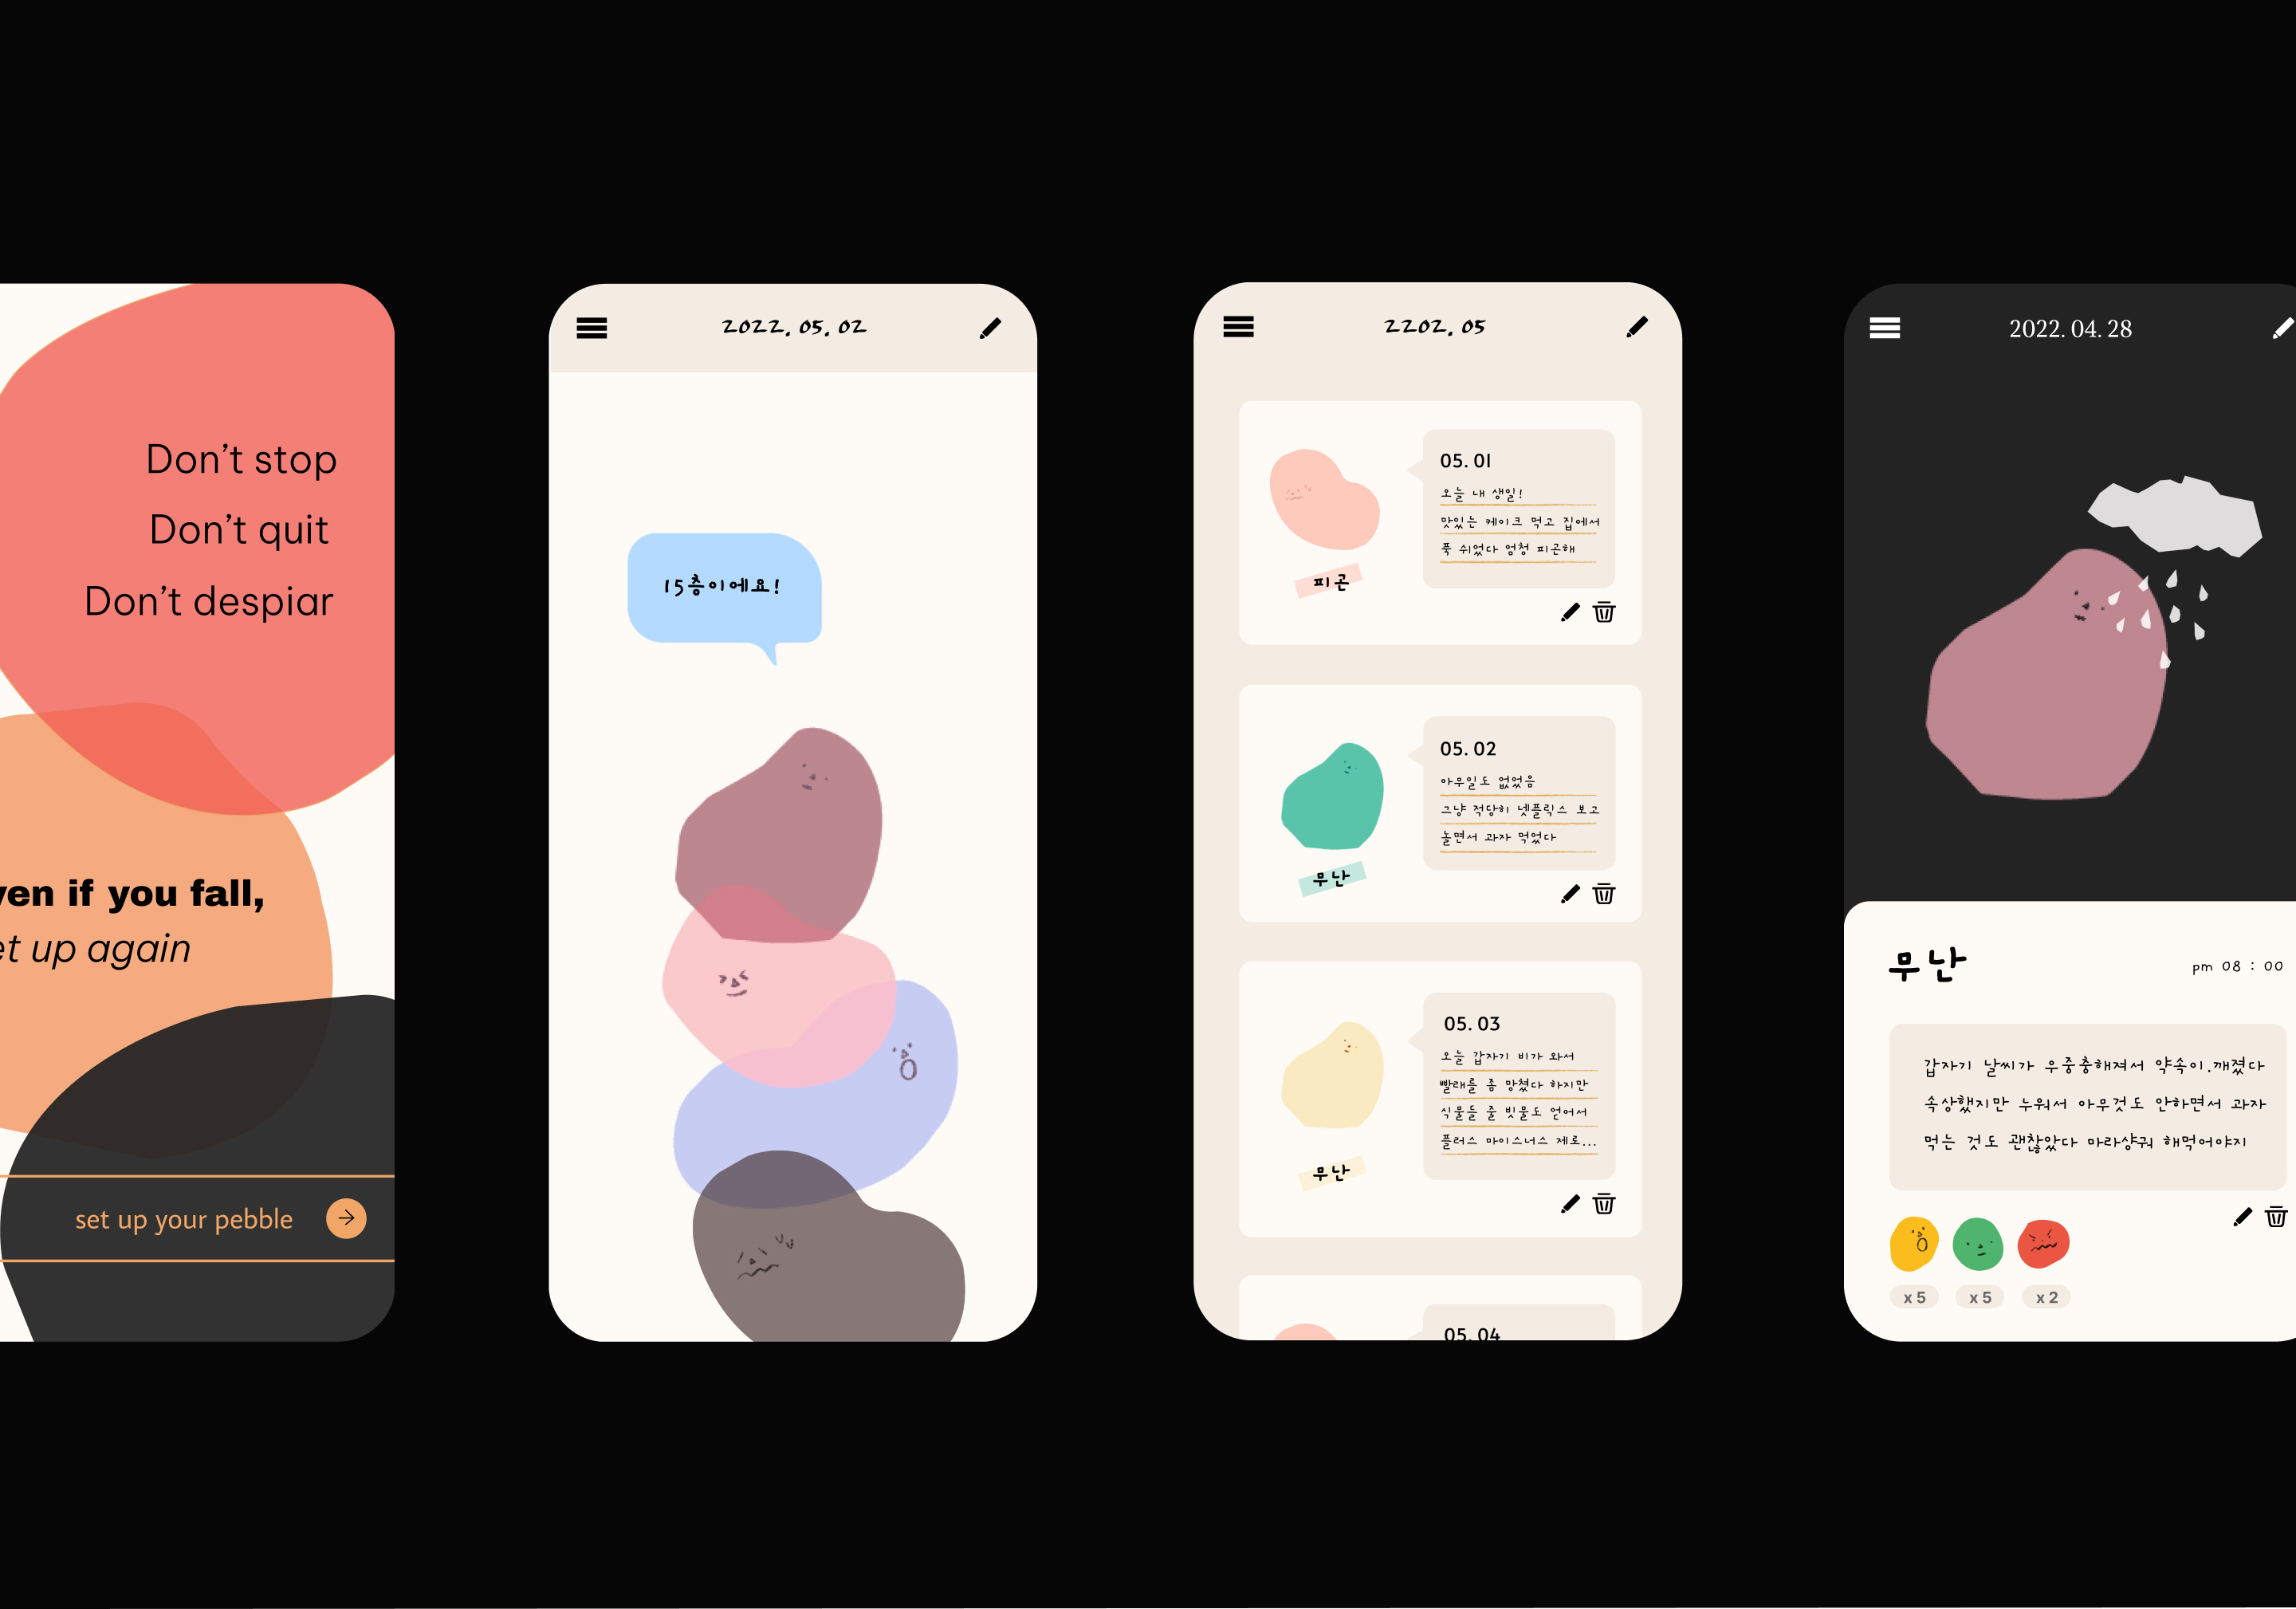 Don't stop
Don't quit
Don't despiar
ven if you fall,
et up again
set up your pebble
2022. 05. 02
15층이에요!
2202. 05
05. 01
오늘 내 생일!
맛있는 케이크 먹고 집에서
푹 쉬었다 엄청 피곤해
피곤
05. 02
아무일도 없었음
그냥 적당히 넷플릭스 보고
놀면서 과자 먹었다
무난
05. 03
오늘 갑자기 비가 와서
빨래를 좀 망쳤다 하지만
식물들 줄 빗물도 얻어서
플러스 마이스너스 제로...
무난
05. 04
2022. 04. 28
무난
pm 08 : 00
갑자기 날씨가 우중충해져서 약속이.깨졌다
속상했지만 누워서 아무것도 안하면서 과자
먹는 것도 괜찮았다 마라샹궈 해먹어야지
x 5
x 5
x 2